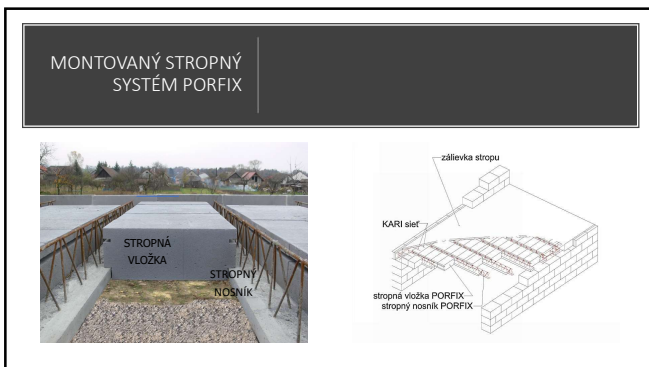 MONTOVANÝ STROPNÝ
SYSTÉM PORFIX
STROPNÁ
VLOŽKA
STROPNÝ
NOSNÍK
zálievka stropu
KARI sieť
stropná vložka PORFIX
stropný nosník PORFIX